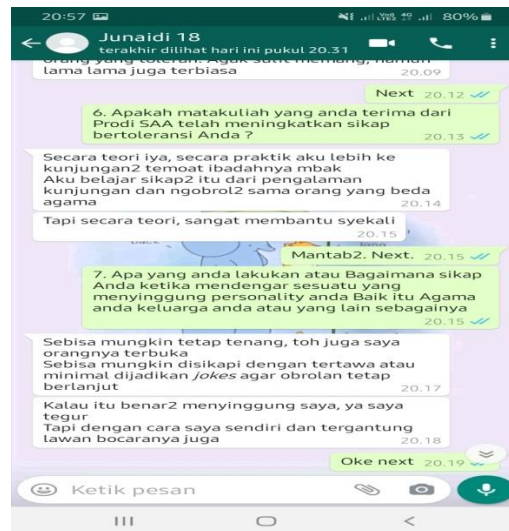 20:57
80%
Junaidi 18
terakhir dilihat hari ini pukul 20.31
orang yang toleran. Agak sulit memang, namun
lama lama juga terbiasa
20.09
Next 20.12
6. Apakah matakuliah yang anda terima dari
Prodi SAA telah meningkatkan sikap
bertoleransi Anda ?
20.13
Secara teori iya, secara praktik aku lebih ke
kunjungan2 temoat ibadahnya mbak
Aku belajar sikap2 itu dari pengalaman
kunjungan dan ngobrol2 sama orang yang beda
agama
20.14
Tapi secara teori, sangat membantu syekali
20.15
Mantab2. Next. 20.15
7. Apa yang anda lakukan atau Bagaimana sikap
Anda ketika mendengar sesuatu yang
menyinggung personality anda Baik itu Agama
anda keluarga anda atau yang lain sebagainya
20.15
Sebisa mungkin tetap tenang, toh juga saya
orangnya terbuka
Sebisa mungkin disikapi dengan tertawa atau
minimal dijadikan jokes agar obrolan tetap
berlanjut
20.17
Kalau itu benar2 menyinggung saya, ya saya
tegur
Tapi dengan cara saya sendiri dan tergantung
lawan bocaranya juga
20.18
Oke next 20.19
Ketik pesan